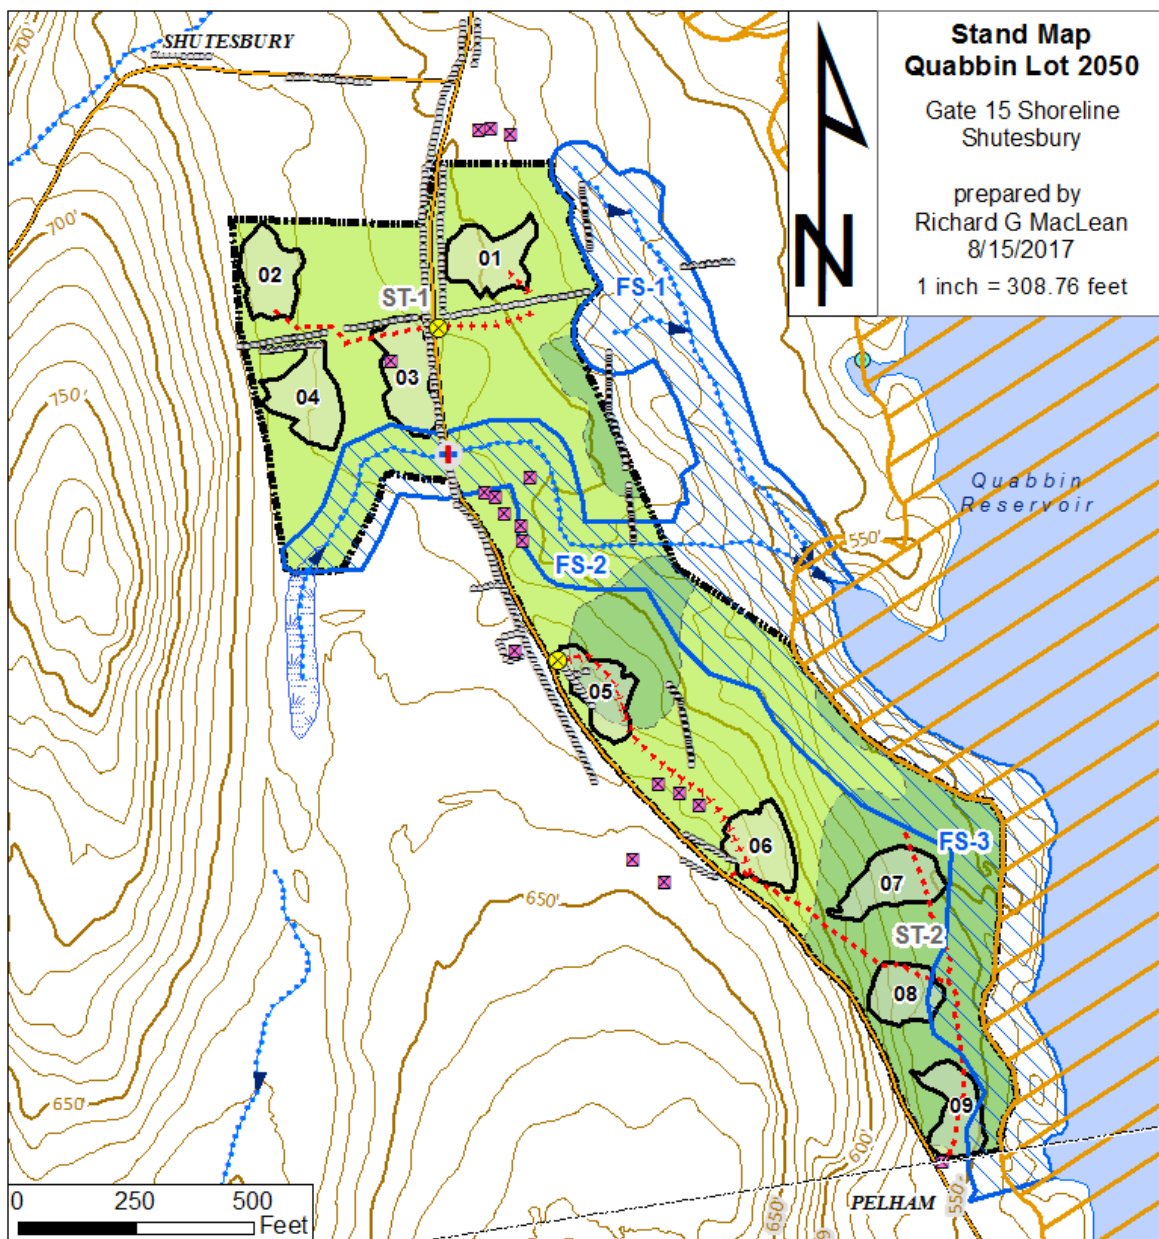 Stand Map
Quabbin Lot 2050
Gate 15 Shoreline
Shutesbury
prepared by
Richard G MacLean
8/15/2017
1 inch = 308.76 feet
N
700'
SHUTESBURY
700'
01
02
ST-1
FS-1
03
04
750'
Quabbin
Reservoir
550'
FS-2
05
06
FS-3
07
650'
ST-2
08
650'
09
600'
PELHAM
550'
650'
0 250 500
Feet